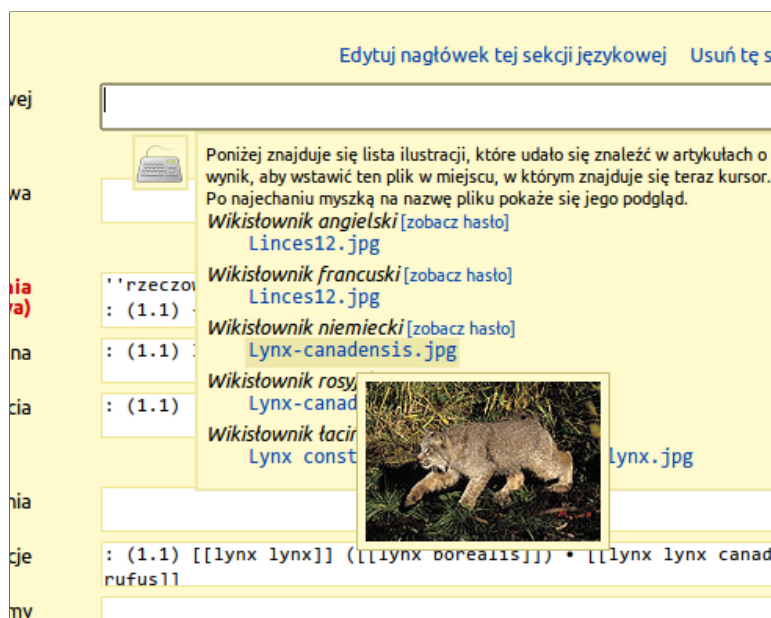 Edytuj nagłówek tej sekcji językowej Usuń tę s
wej
Poniżej znajduje się lista ilustracji, które udało się znaleźć w artykułach o
wynik, aby wstawić ten plik w miejscu, w którym znajduje się teraz kursor.
wa
Po najechaniu myszką na nazwę pliku pokaże się jego podgląd.
Wikisłownik angielski [zobacz hasło]
Linces12.jpg
Wikisłownik francuski [zobacz hasło]
nia ''rzeczow
Linces12.jpg
wa) : (1.1)
Wikisłownik niemiecki [zobacz hasło]
na : (1.1)
Lynx-canadensis.jpg
Wikisłownik rosyj
cia : (1.1)
Lynx-canad
Wikisłownik łaciń
Lynx const lynx.jpg
nia
cje : (1.1) [[lynx lynx]] ([[lynx borealis]]) • [[lynx lynx canad
rufus]]
my